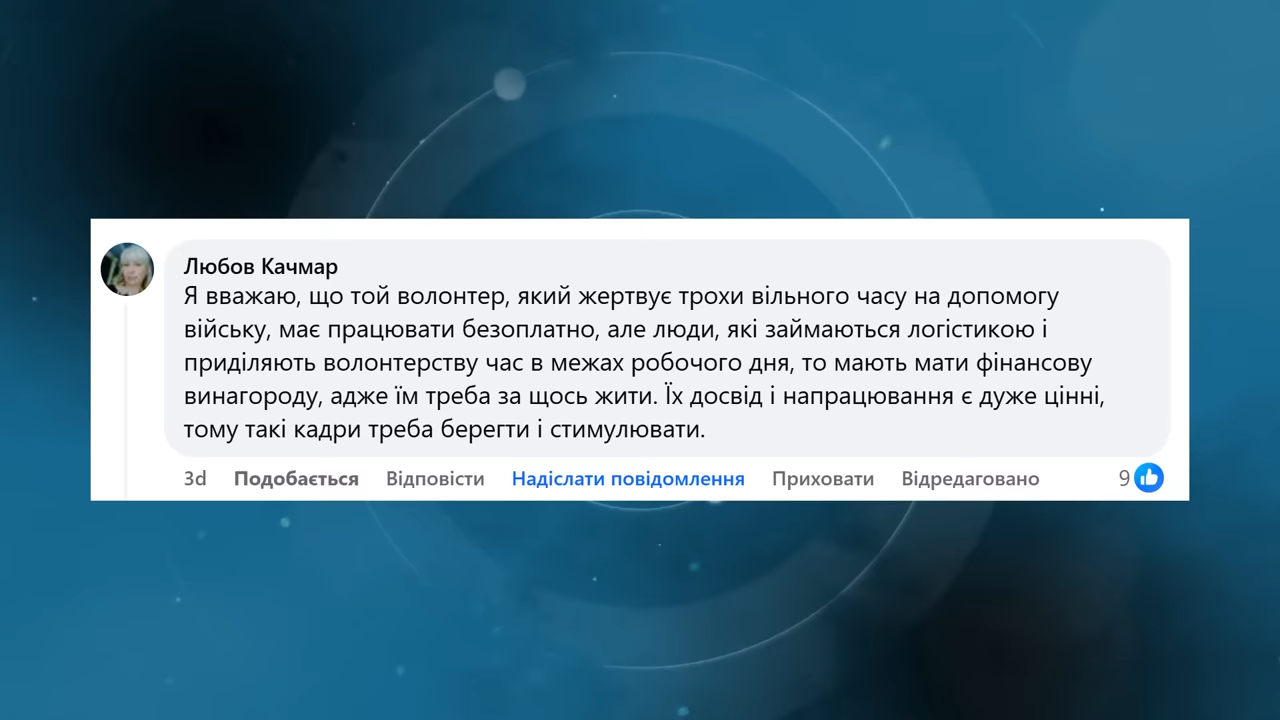 Любов Качмар
Я вважаю, що той волонтер, який жертвує трохи вільного часу на допомогу
війську, має працювати безоплатно, але люди, які займаються логістикою і
приділяють волонтерству час в межах робочого дня, то мають мати фінансову
винагороду, адже їм треба за щось жити. Їх досвід і напрацювання є дуже цінні,
тому такі кадри треба берегти і стимулювати.
3d Подобається Відповісти Надіслати повідомлення Приховати Відредаговано 9